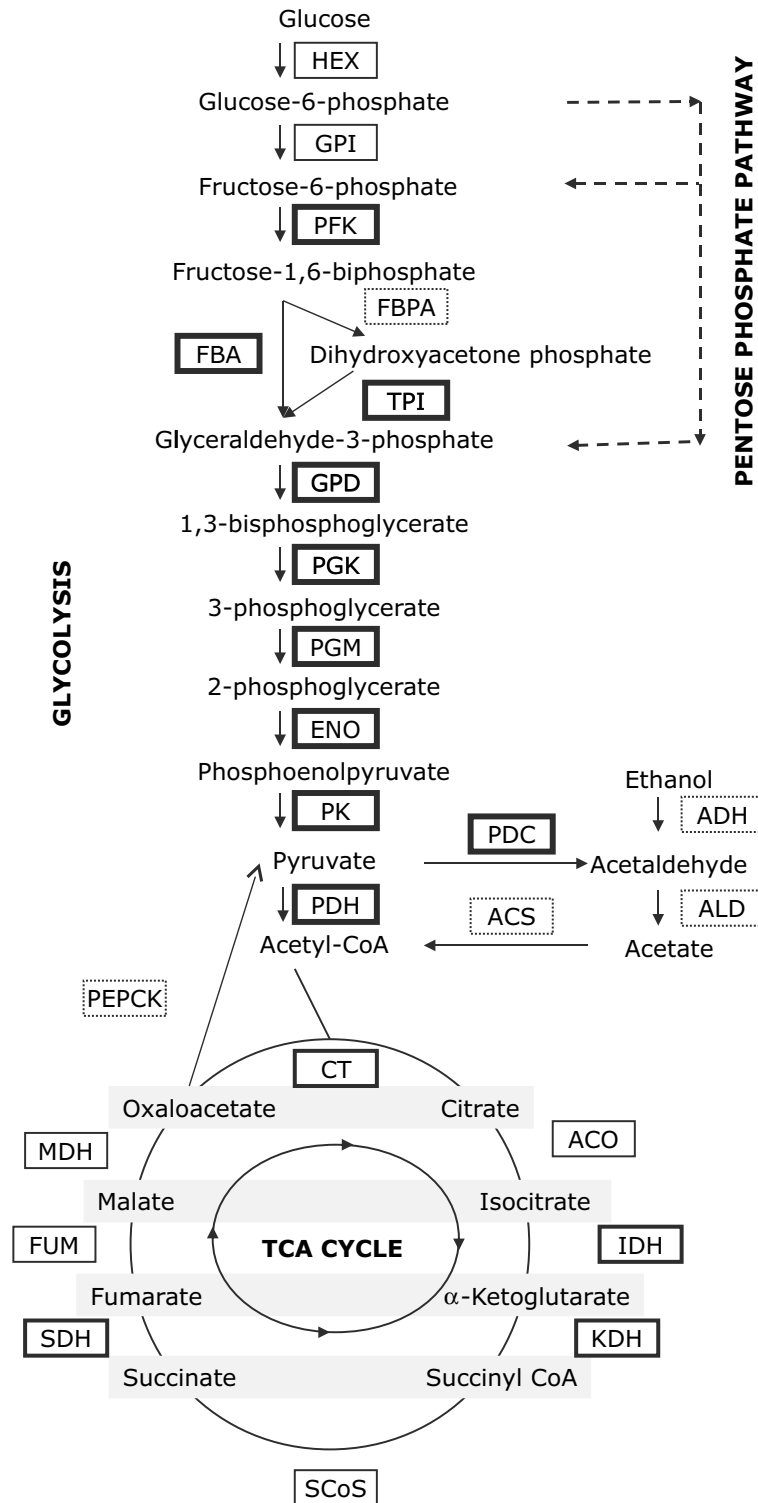 Glucose
HEX
Glucose-6-phosphate
GPI
Fructose-6-phosphate
PFK
Fructose-1,6-biphosphate
FBPA
FBA
Dihydroxyacetone phosphate
TPI
Glyceraldehyde-3-phosphate
GPD
1,3-bisphosphoglycerate
PGK
3-phosphoglycerate
PGM
2-phosphoglycerate
ENO
Phosphoenolpyruvate
PK
Pyruvate
PDH
Acetyl-CoA
GLYCOLYSIS
PENTOSE PHOSPHATE PATHWAY
Ethanol
ADH
PDC
Acetaldehyde
ALD
ACS
Acetate
PEPCK
CT
Oxaloacetate Citrate
MDH ACO
Malate Isocitrate
FUM TCA CYCLE IDH
Fumarate α-Ketoglutarate
SDH KDH
Succinate Succinyl CoA
SCoS